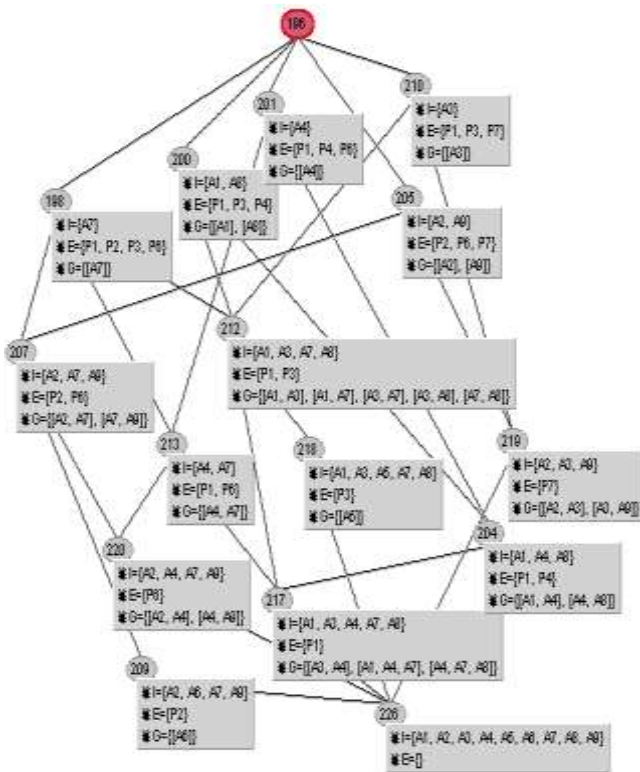 196
210
I={A3}
E={P1, P3, P7}
G={[A3]}
201
I={A4}
E={P1, P4, P6}
G={[A4]}
200
I={A1, A8}
E={P1, P3, P4}
G={[A1], [A8]}
205
I={A2, A9}
E={P2, P6, P7}
G={[A2], [A9]}
198
I={A7}
E={P1, P2, P3, P6}
G={[A7]}
212
I={A1, A3, A7, A8}
E={P1, P3}
G={[A1, A3], [A1, A7], [A3, A7], [A3, A8], [A7, A8]}
207
I={A2, A7, A9}
E={P2, P6}
G={[A2, A7], [A7, A9]}
213
I={A4, A7}
E={P1, P6}
G={[A4, A7]}
218
I={A1, A3, A5, A7, A8}
E={P3}
G={[A5]}
219
I={A2, A3, A9}
E={P7}
G={[A2, A3], [A3, A9]}
204
I={A1, A4, A8}
E={P1, P4}
G={[A1, A4], [A4, A8]}
220
I={A2, A4, A7, A9}
E={P6}
G={[A2, A4], [A4, A9]}
217
I={A1, A3, A4, A7, A8}
E={P1}
G={[A3, A4], [A1, A4, A7], [A4, A7, A8]}
209
I={A2, A6, A7, A9}
E={P2}
G={[A6]}
226
I={A1, A2, A3, A4, A5, A6, A7, A8, A9}
E={}